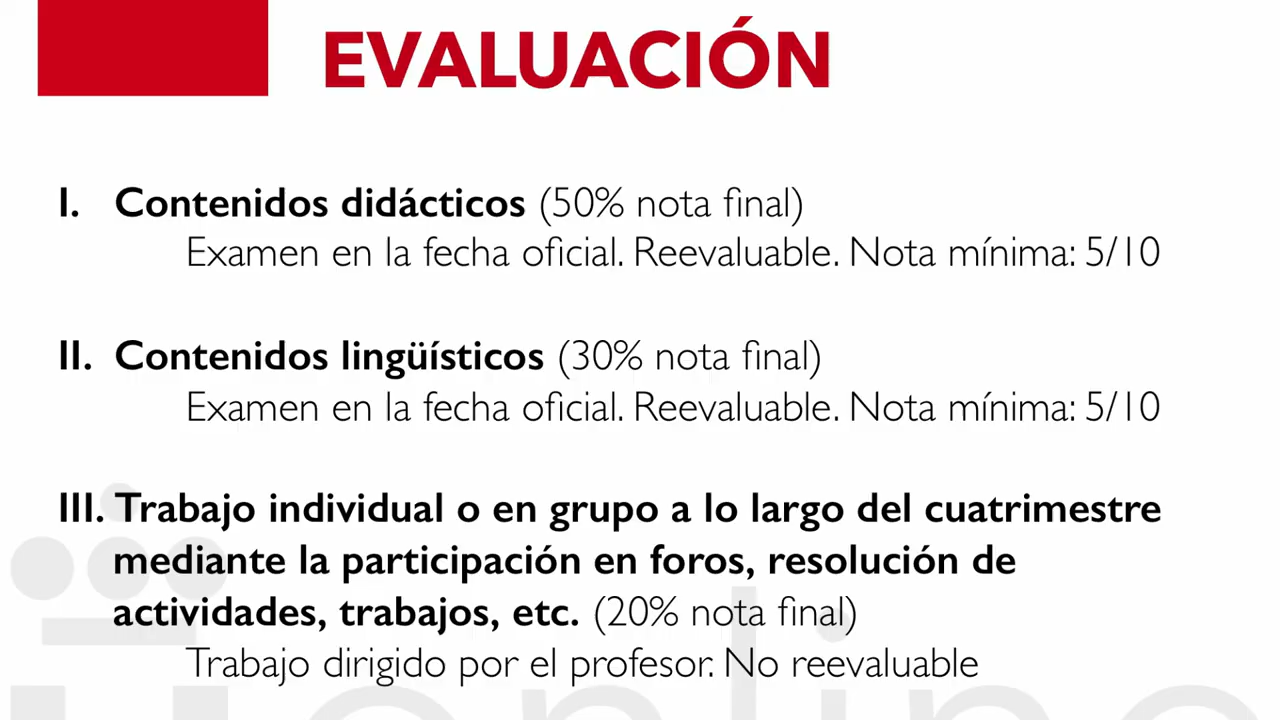 EVALUACIÓN
I. Contenidos didácticos (50% nota final)
Examen en la fecha oficial. Reevaluable. Nota mínima: 5/10
II. Contenidos lingüísticos (30% nota final)
Examen en la fecha oficial. Reevaluable. Nota mínima: 5/10
III. Trabajo individual o en grupo a lo largo del cuatrimestre
mediante la participación en foros, resolución de
actividades, trabajos, etc. (20% nota final)
Trabajo dirigido por el profesor. No reevaluable